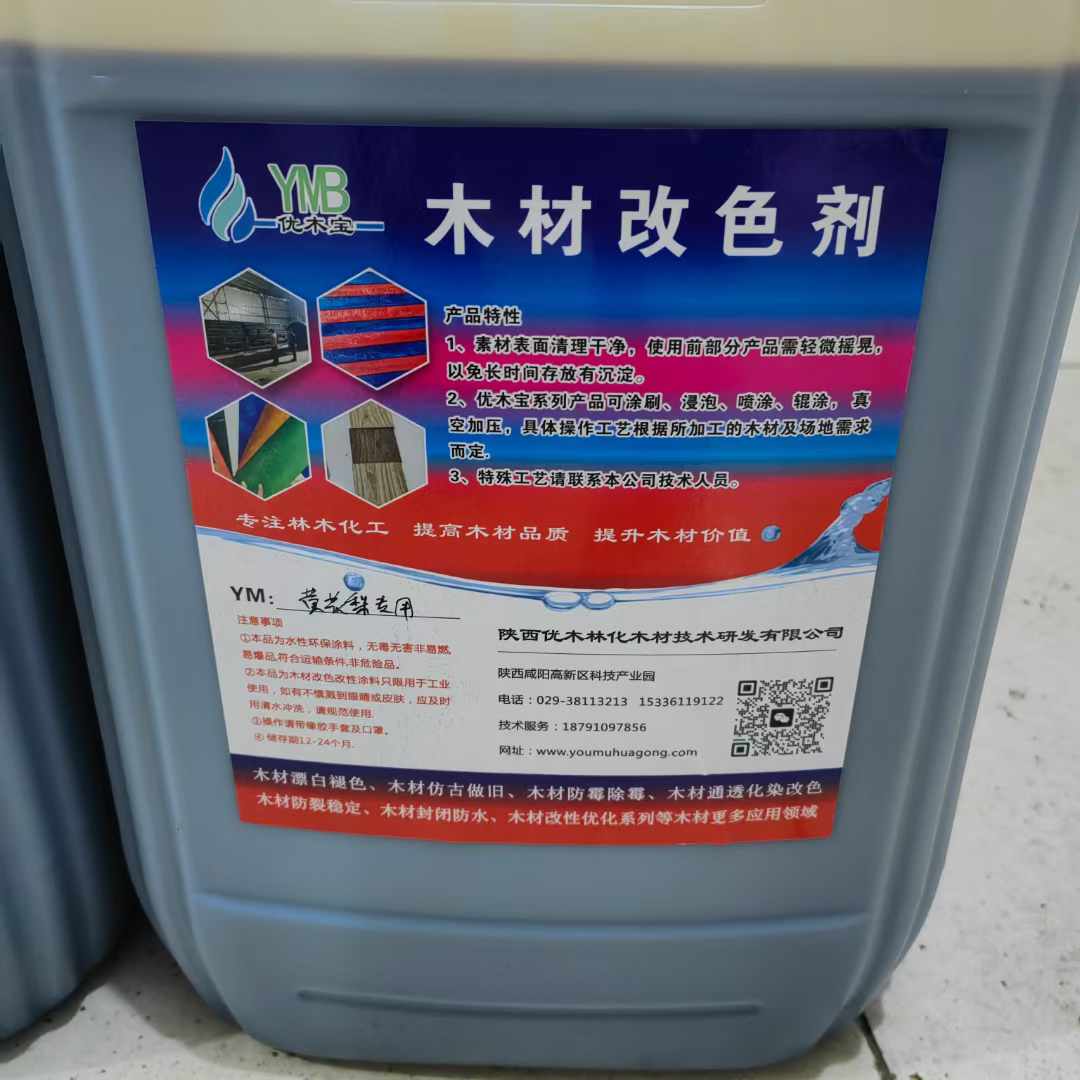 YMB
优木宝
木材改色剂
产品特性
1、素材表面清理干净，使用前部分产品需轻微摇晃，
以免长时间存放有沉淀。
2、优木宝系列产品可涂刷、浸泡、喷涂、辊涂，真
空加压，具体操作工艺根据所加工的木材及场地需求
而定.
3、特殊工艺请联系本公司技术人员。
专注林木化工 提高木材品质 提升木材价值
YM：黄花梨专用
注意事项
①本品为水性环保涂料，无毒无害非易燃,
易爆品,符合运输条件,非危险品。
②本品为木材改色改性涂料只限用于工业
使用，如有不慎溅到眼睛或皮肤，应及时
用清水冲洗，请规范使用.
③操作请带橡胶手套及口罩。
④储存期12-24个月.
陕西优木林化木材技术研发有限公司
陕西咸阳高新区科技产业园
电话：029-38113213 15336119122
技术服务：18791097856
网址：www.youmuhuagong.com
木材漂白褪色、木材仿古做旧、木材防霉除霉、木材通透化染改色
木材防裂稳定、木材封闭防水、木材改性优化系列等木材更多应用领域